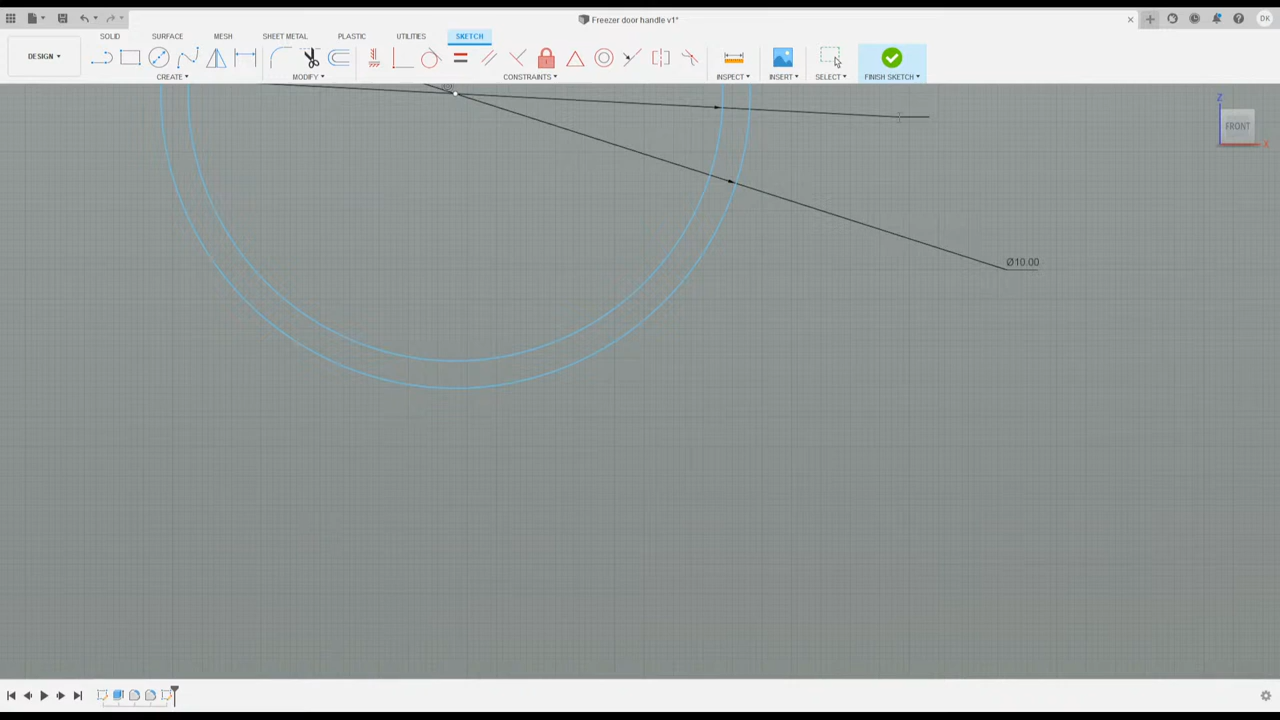 Freezer door handle v1*
DK
DESIGN
SOLID
SURFACE
MESH
SHEET METAL
PLASTIC
UTILITIES
SKETCH
CREATE
MODIFY
CONSTRAINTS
INSPECT
INSERT
SELECT
FINISH SKETCH
Z
FRONT
X
Ø10.00